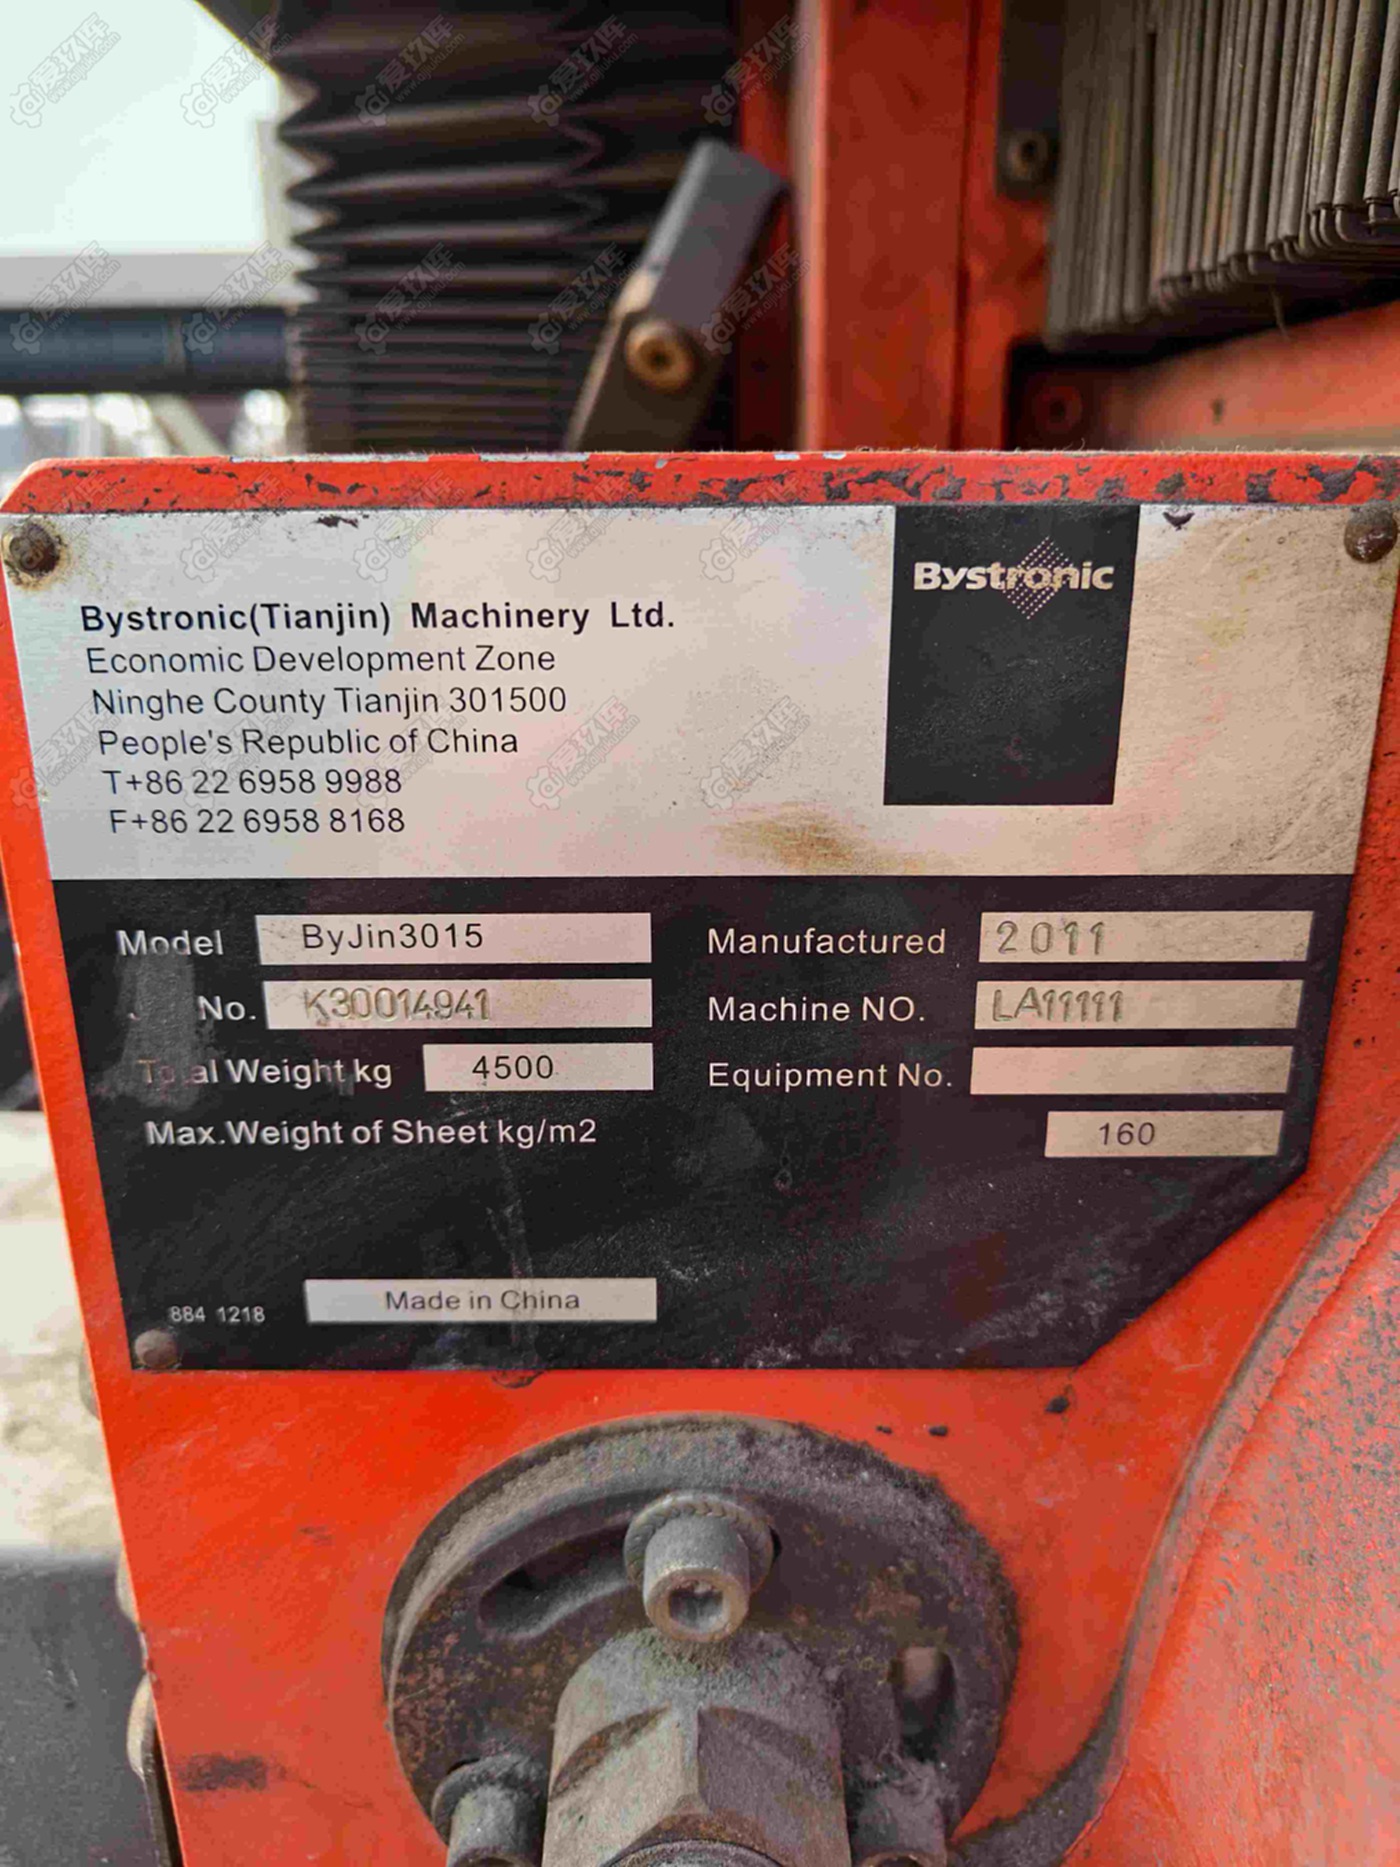 Bystronic
Bystronic(Tianjin) Machinery Ltd.
Economic Development Zone
Ninghe County Tianjin 301500
People's Republic of China
T+86 22 6958 9988
F+86 22 6958 8168
Model ByJin3015 Manufactured 2011
No. K30014941 Machine NO. LA11111
Total Weight kg 4500 Equipment No.
Max.Weight of Sheet kg/m2 160
884 1218 Made in China